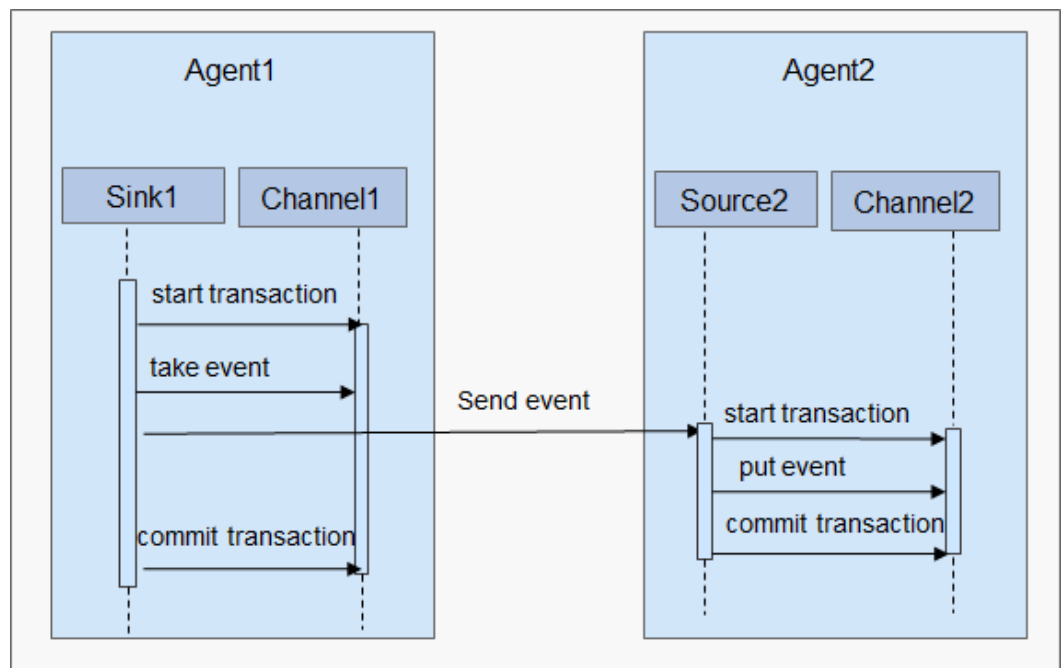 Agent1
Agent2
Sink1
Channel1
Source2
Channel2
start transaction
take event
Send event
start transaction
put event
commit transaction
commit transaction